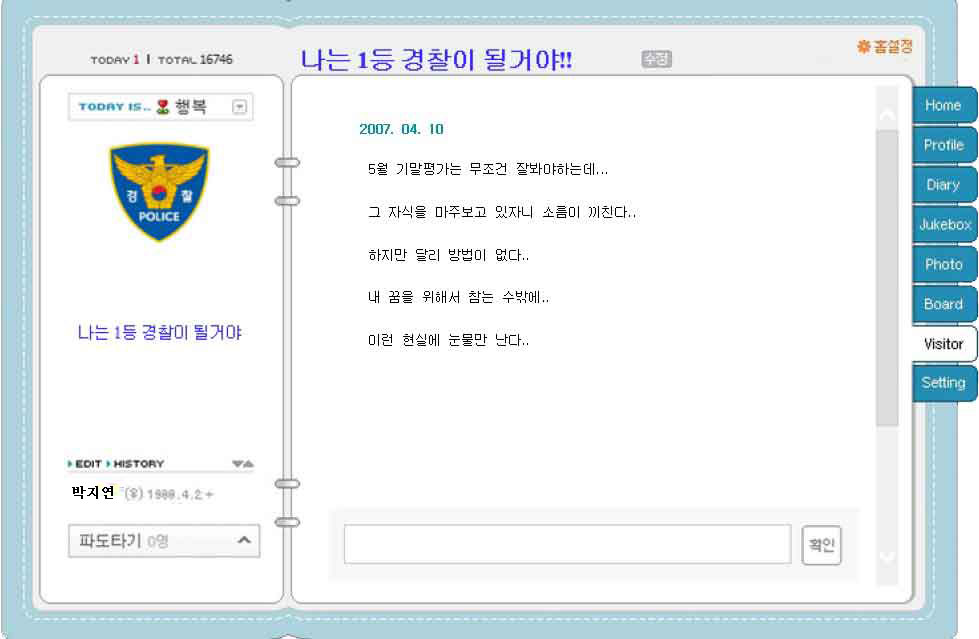 TODAY 1 | TOTAL 16746
나는 1등 경찰이 될거야!!
수정
홈설정
TODAY IS.. 행복
경 찰
POLICE
나는 1등 경찰이 될거야
EDIT HISTORY
박지연 (우) 1988.4.2
파도타기 0명
2007. 04. 10
5월 기말평가는 무조건 잘봐야하는데...
그 자식을 마주보고 있자니 소름이 끼친다..
하지만 달리 방법이 없다..
내 꿈을 위해서 참는 수밖에..
이런 현실에 눈물만 난다..
확인
Home
Profile
Diary
Jukebox
Photo
Board
Visitor
Setting